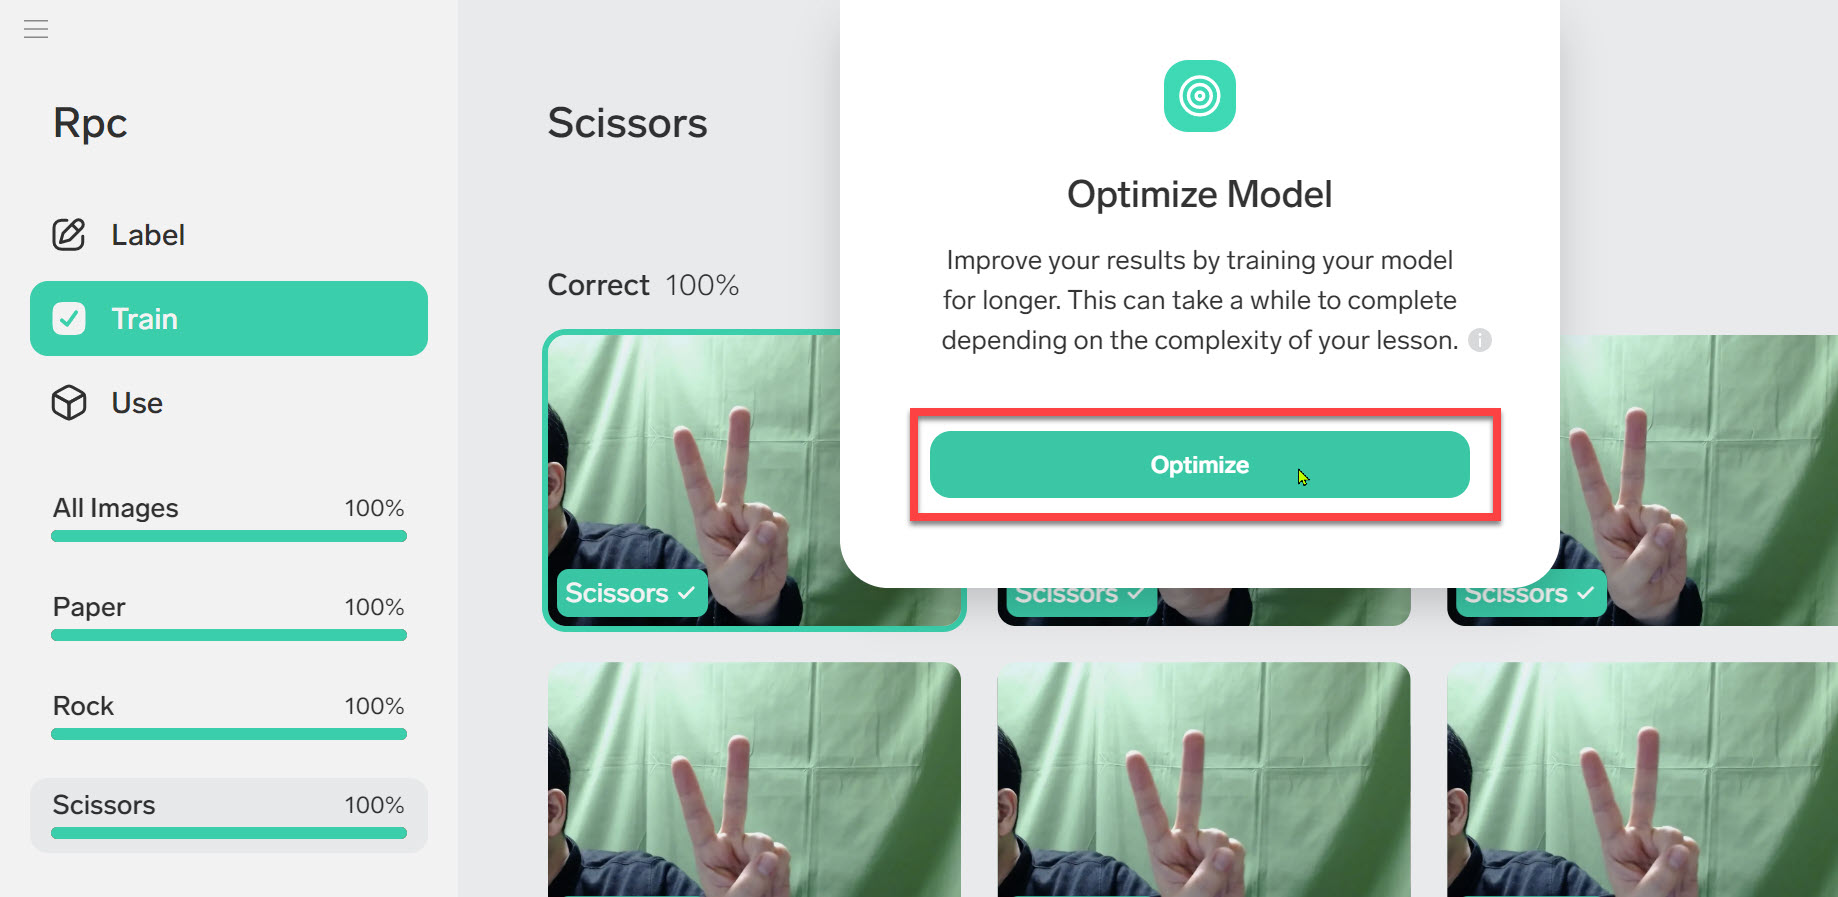 Rpc
Label
Train
Use
All Images 100%
Paper 100%
Rock 100%
Scissors 100%
Scissors
Correct 100%
Scissors
Scissors
Scissors
Optimize Model
Improve your results by training your model
for longer. This can take a while to complete
depending on the complexity of your lesson.
Optimize